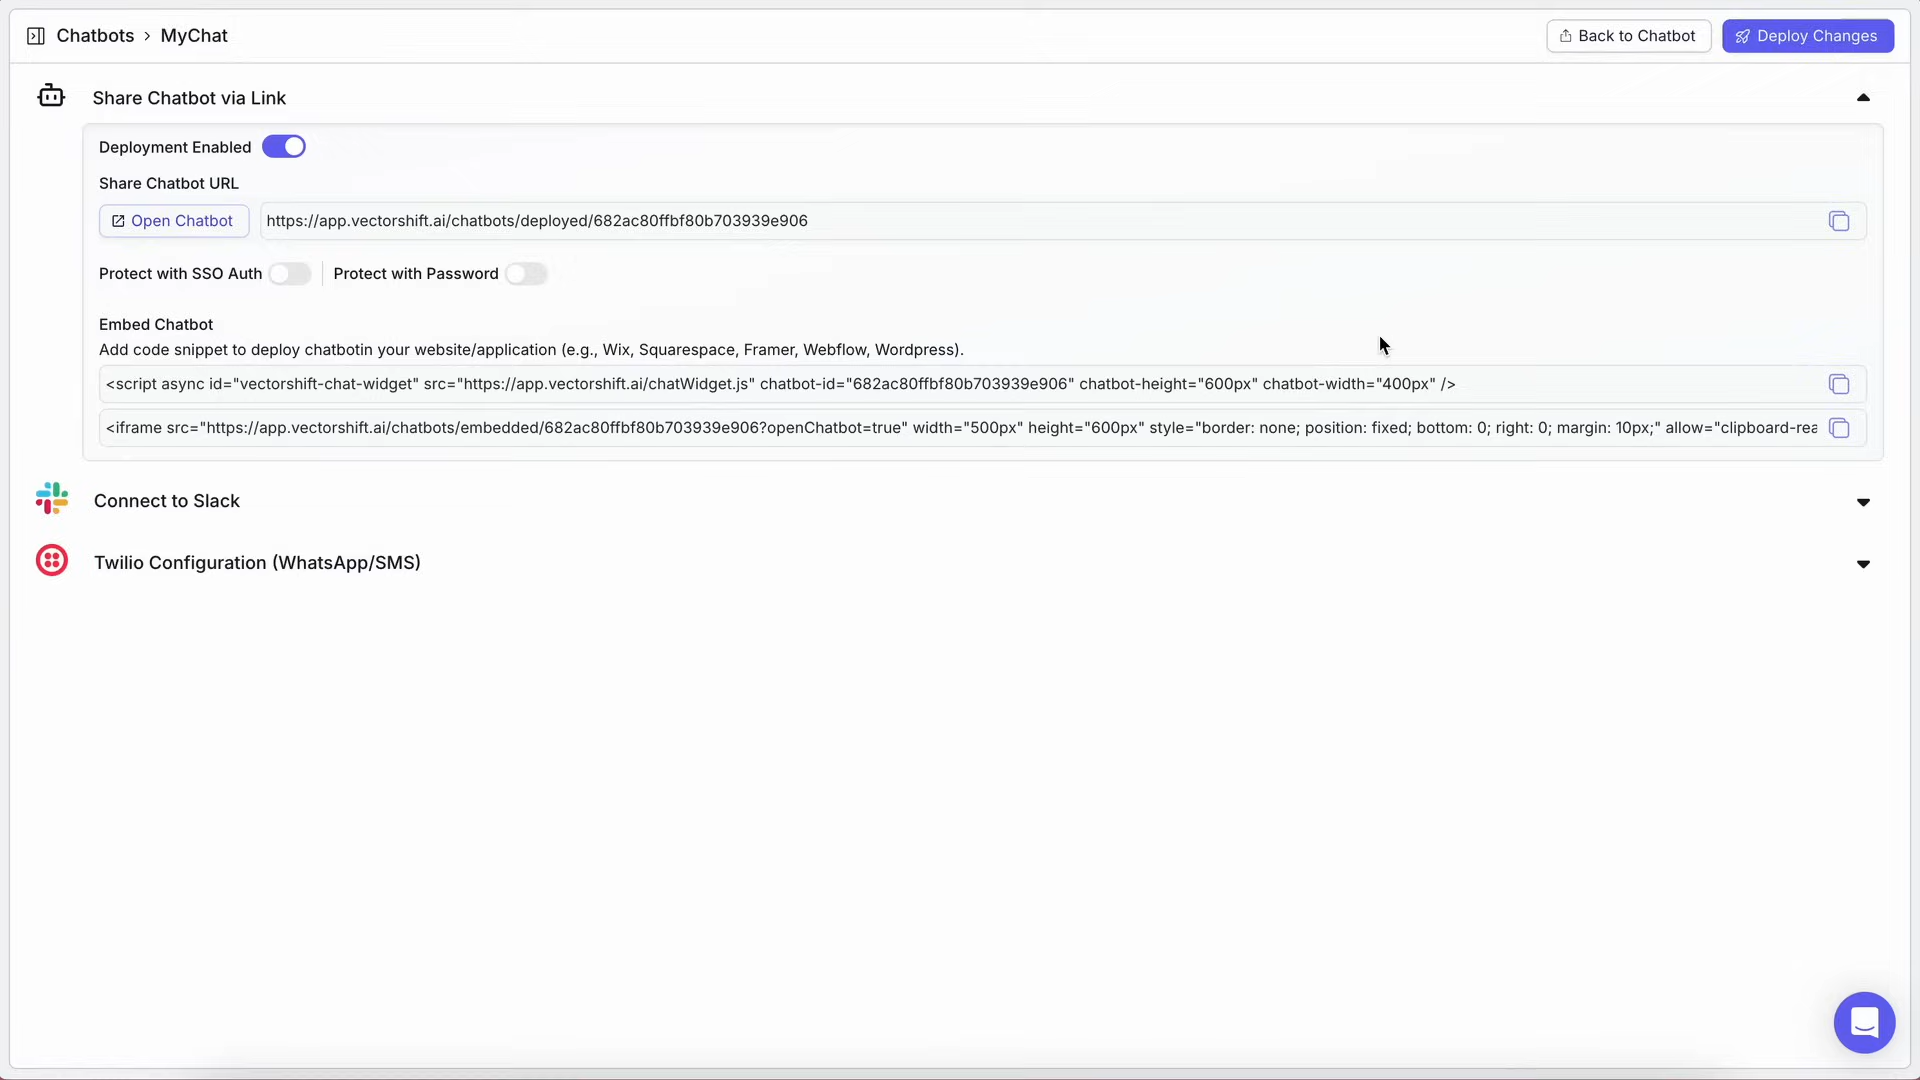 Chatbots > MyChat
Back to Chatbot
Deploy Changes
Share Chatbot via Link
Deployment Enabled
Share Chatbot URL
Open Chatbot
https://app.vectorshift.ai/chatbots/deployed/682ac80ffbf80b703939e906
Protect with SSO Auth
Protect with Password
Embed Chatbot
Add code snippet to deploy chatbotin your website/application (e.g., Wix, Squarespace, Framer, Webflow, Wordpress).
<script async id="vectorshift-chat-widget" src="https://app.vectorshift.ai/chatWidget.js" chatbot-id="682ac80ffbf80b703939e906" chatbot-height="600px" chatbot-width="400px" />
<iframe src="https://app.vectorshift.ai/chatbots/embedded/682ac80ffbf80b703939e906?openChatbot=true" width="500px" height="600px" style="border: none; position: fixed; bottom: 0; right: 0; margin: 10px;" allow="clipboard-rea
Connect to Slack
Twilio Configuration (WhatsApp/SMS)